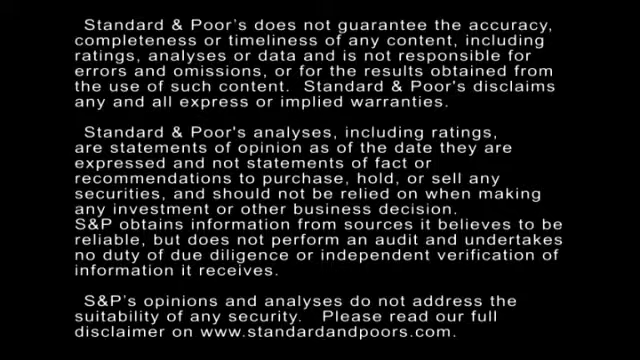 Standard & Poor's does not guarantee the accuracy,
completeness or timeliness of any content, including
ratings, analyses or data and is not responsible for
errors and omissions, or for the results obtained from
the use of such content. Standard & Poor's disclaims
any and all express or implied warranties.
Standard & Poor's analyses, including ratings,
are statements of opinion as of the date they are
expressed and not statements of fact or
recommendations to purchase, hold, or sell any
securities, and should not be relied on when making
any investment or other business decision.
S&P obtains information from sources it believes to be
reliable, but does not perform an audit and undertakes
no duty of due diligence or independent verification of
information it receives.
S&P's opinions and analyses do not address the
suitability of any security. Please read our full
disclaimer on www.standardandpoors.com.